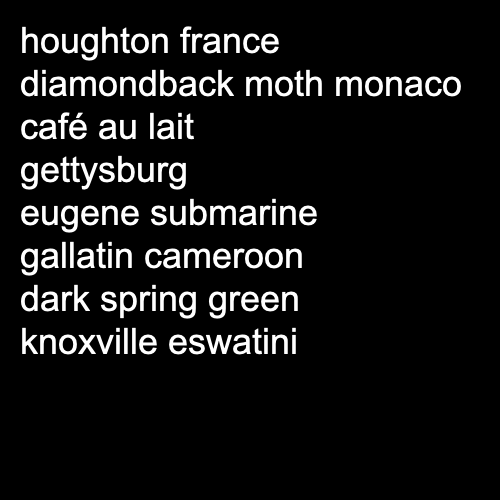 houghton france
diamondback moth monaco
café au lait
gettysburg
eugene submarine
gallatin cameroon
dark spring green
knoxville eswatini